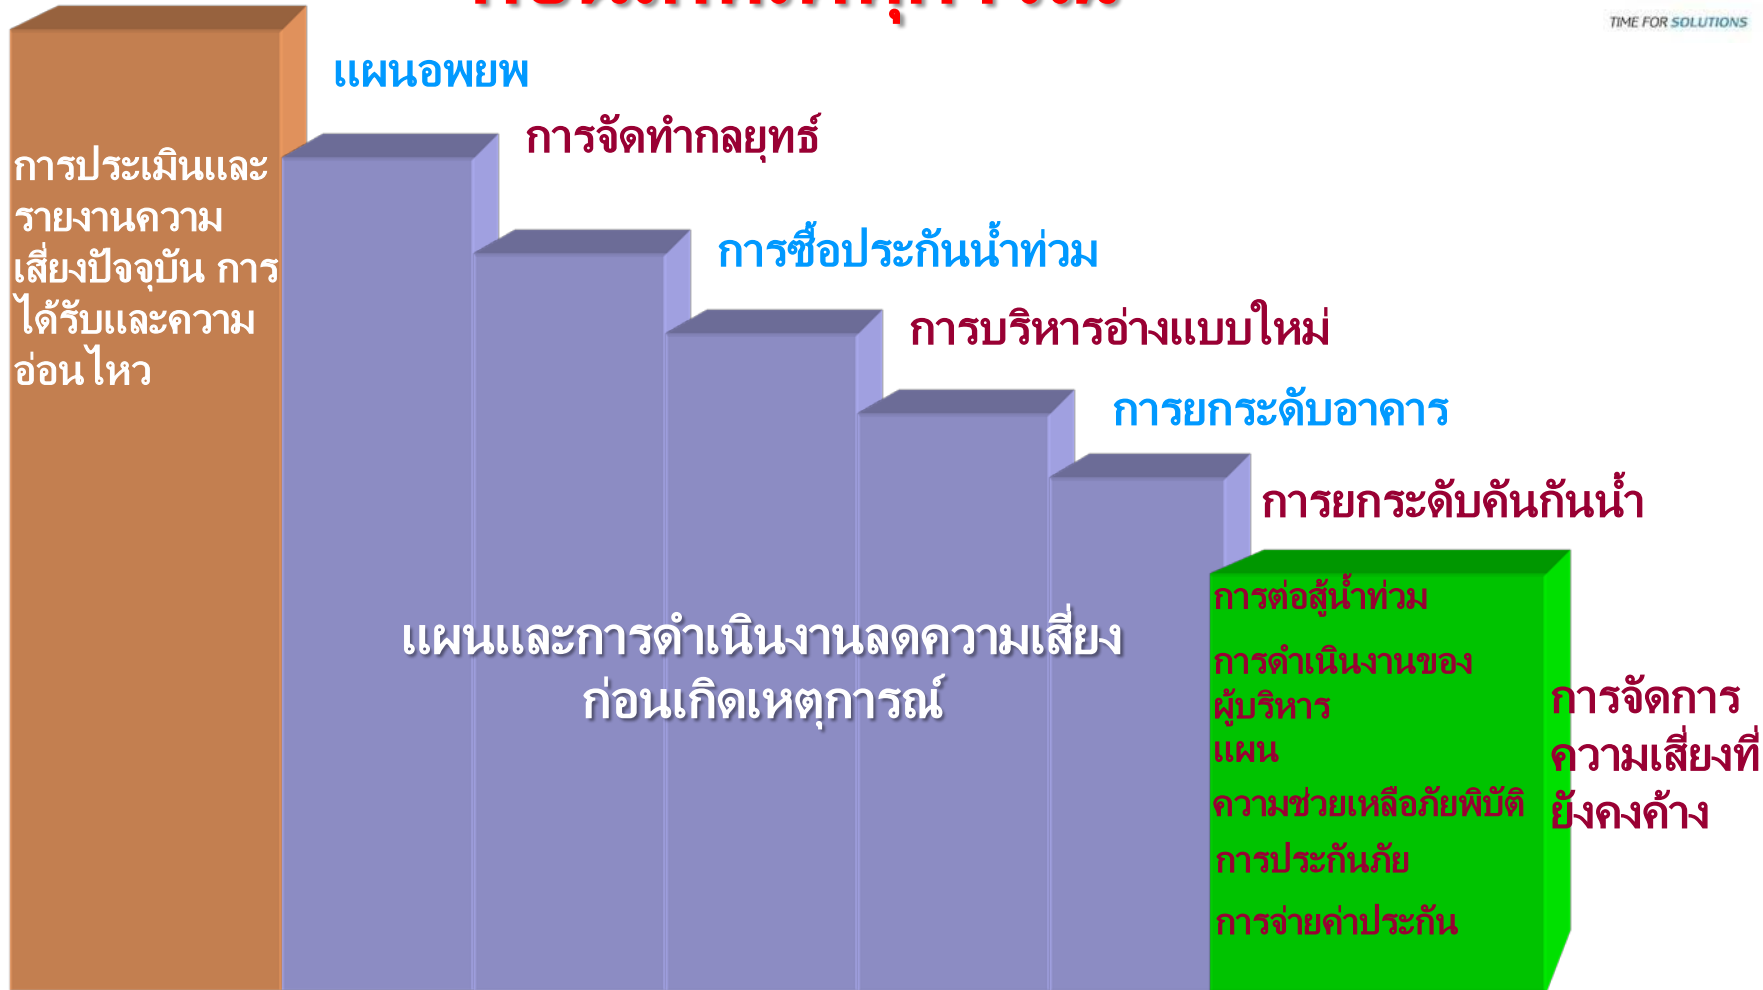 TIME FOR SOLUTIONS
แผนอพยพ
การจัดทำกลยุทธ์
การประเมินและ
รายงานความ
เสี่ยงปัจจุบัน การ
ได้รับและความ
อ่อนไหว
การซื้อประกันน้ำท่วม
การบริหารอ่างแบบใหม่
การยกระดับอาคาร
การยกระดับคันกันน้ำ
แผนและการดำเนินงานลดความเสี่ยง
ก่อนเกิดเหตุการณ์
การต่อสู้น้ำท่วม
การดำเนินงานของ
ผู้บริหาร
แผน
ความช่วยเหลือภัยพิบัติ
การประกันภัย
การจ่ายค่าประกัน
การจัดการ
ความเสี่ยงที่
ยังคงค้าง